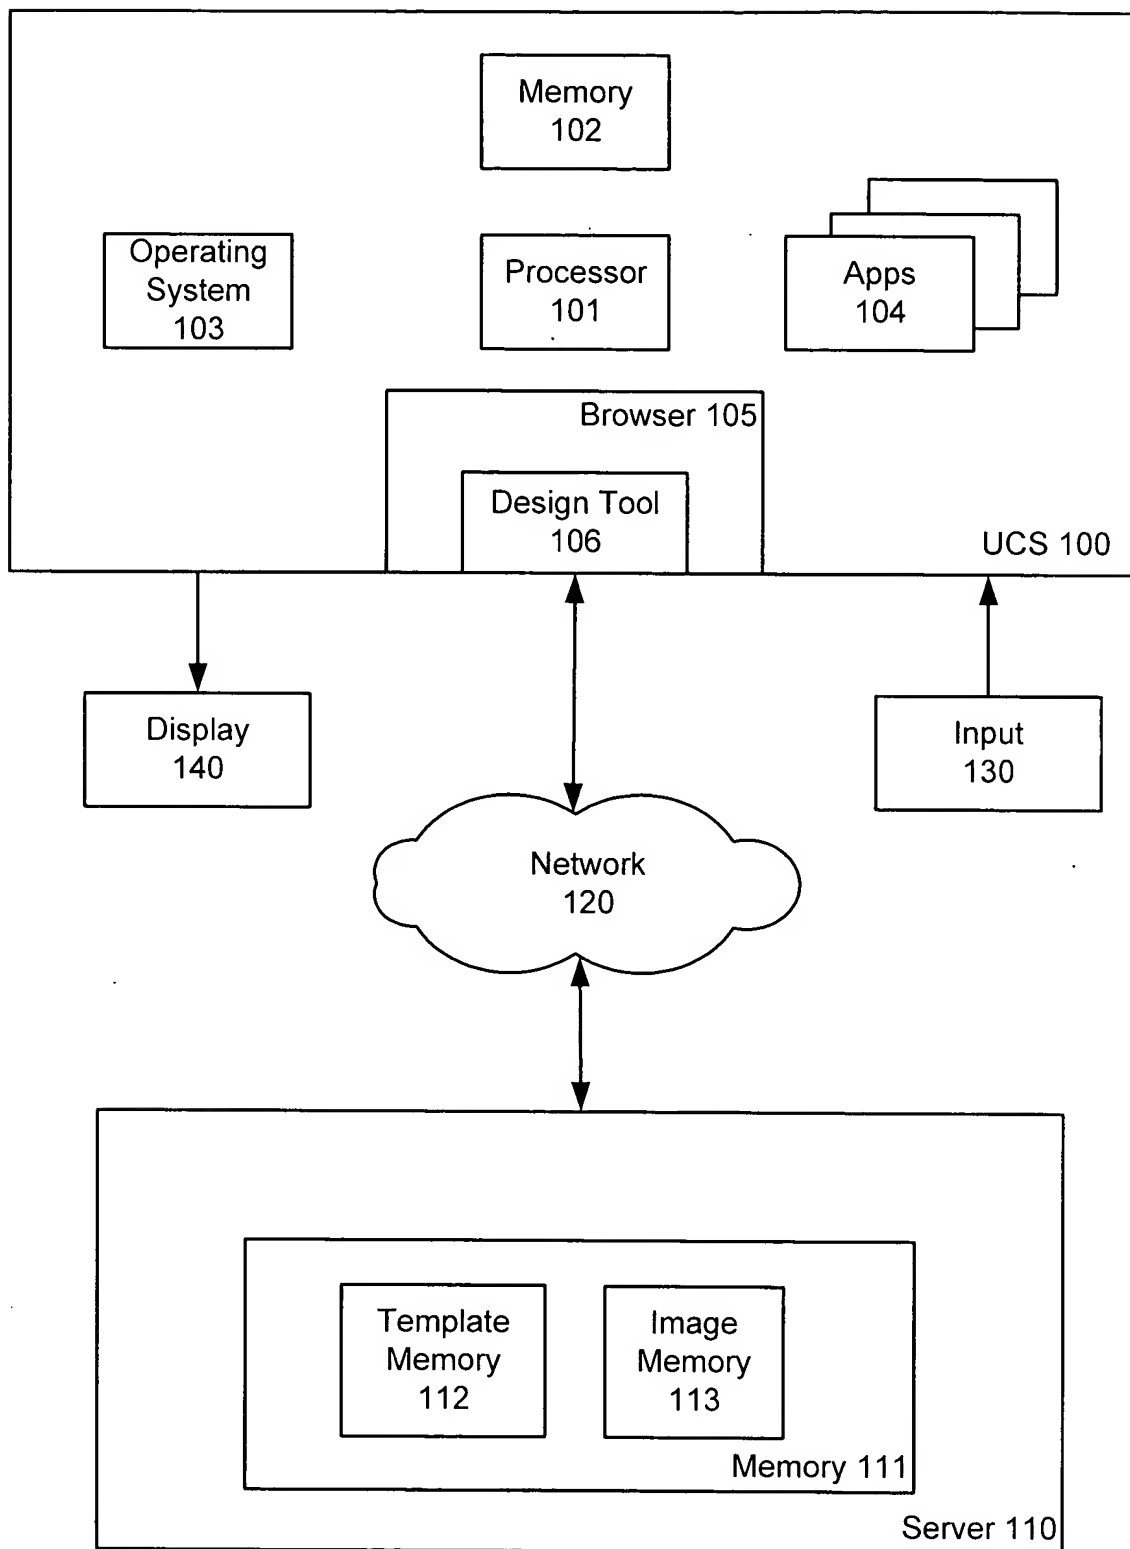 Memory
102
Operating
System
103
Processor
101
Apps
104
Browser 105
Design Tool
106
UCS 100
Display
140
Input
130
Network
120
Template
Memory
112
Image
Memory
113
Memory 111
Server 110